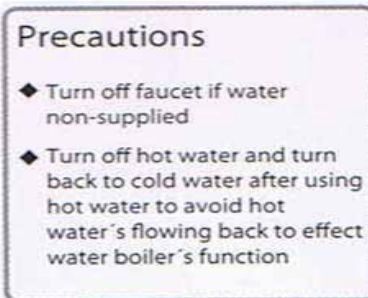 Precautions
◆ Turn off faucet if water
non-supplied
◆ Turn off hot water and turn
back to cold water after using
hot water to avoid hot
water´s flowing back to effect
water boiler´s function